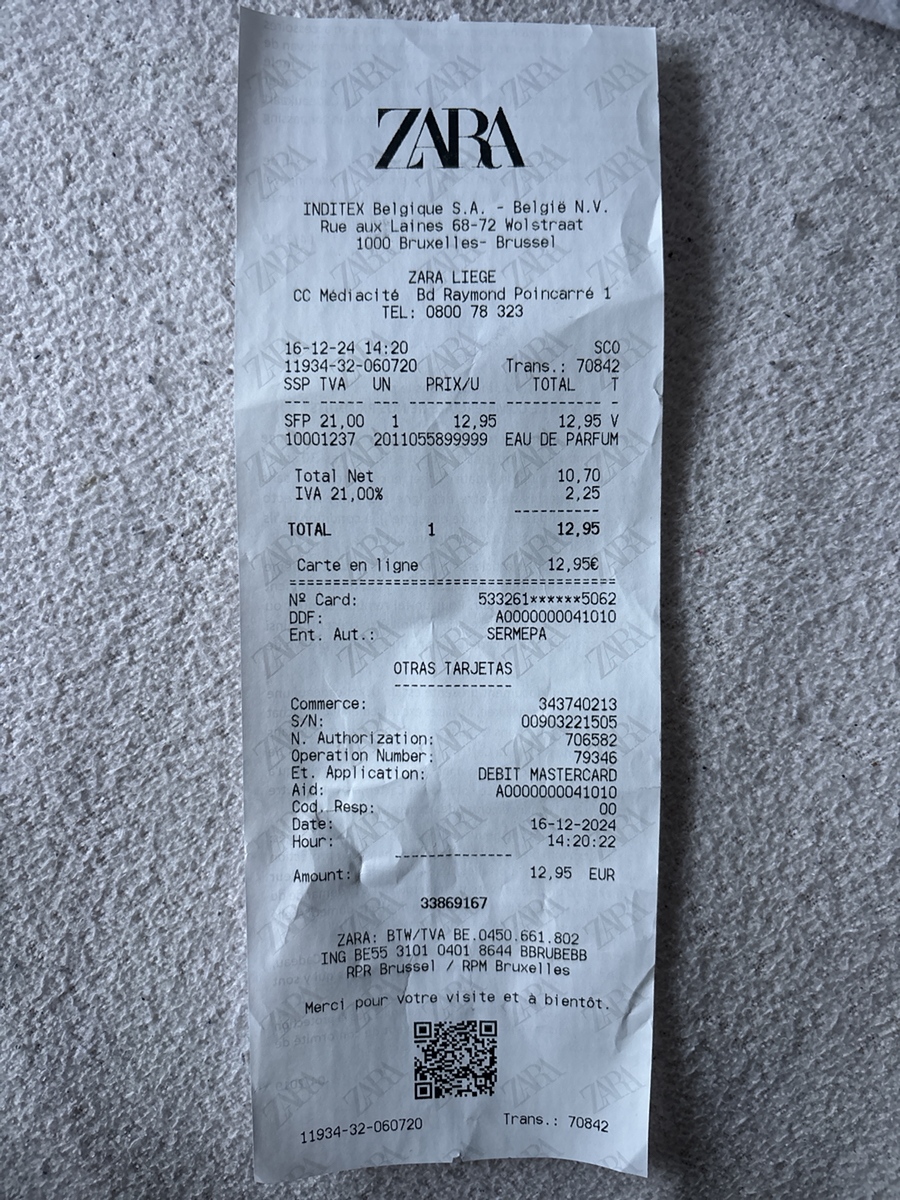 ZARA
INDITEX Belgique S.A. - België N.V.
Rue aux Laines 68-72 Wolstraat
1000 Bruxelles- Brussel
ZARA LIEGE
CC Médiacité Bd Raymond Poincarré 1
TEL: 0800 78 323
16-12-24 14:20 SCO
11934-32-060720 Trans.: 70842
SSP TVA UN PRIX/U TOTAL T
--- ---- --- ---------- ---------- -
SFP 21,00 1 12,95 12,95 V
10001237 2011055899999 EAU DE PARFUM
Total Net 10,70
IVA 21,00% 2,25
----------
TOTAL 1 12,95
Carte en ligne 12,95€
======================================
Nº Card: 533261******5062
DDF: A0000000041010
Ent. Aut.: SERMEPA
OTRAS TARJETAS
--------------
Commerce: 343740213
S/N: 00903221505
N. Authorization: 706582
Operation Number: 79346
Et. Application: DEBIT MASTERCARD
Aid: A0000000041010
Cod. Resp: 00
Date: 16-12-2024
Hour: 14:20:22
--------------
Amount: 12,95 EUR
33869167
ZARA: BTW/TVA BE.0450.661.802
ING BE55 3101 0401 8644 BBRUBEBB
RPR Brussel / RPM Bruxelles
Merci pour votre visite et à bientôt.
11934-32-060720 Trans.: 70842